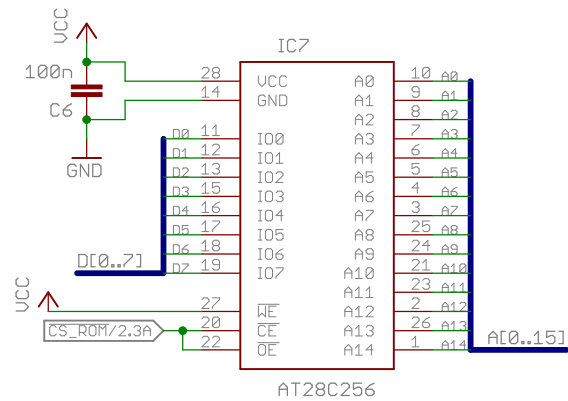 VCC
IC7
100n
C6
GND
28 VCC A0 10 A0
14 GND A1 9 A1
A2 8 A2
D0 11 IO0 A3 7 A3
D1 12 IO1 A4 6 A4
D2 13 IO2 A5 5 A5
D3 15 IO3 A6 4 A6
D4 16 IO4 A7 3 A7
D5 17 IO5 A8 25 A8
D6 18 IO6 A9 24 A9
D7 19 IO7 A10 21 A10
D[0..7]
A11 23 A11
VCC
27 WE A12 2 A12
CS_ROM/2.3A 20 CE A13 26 A13
22 OE A14 1 A14
A[0..15]
AT28C256